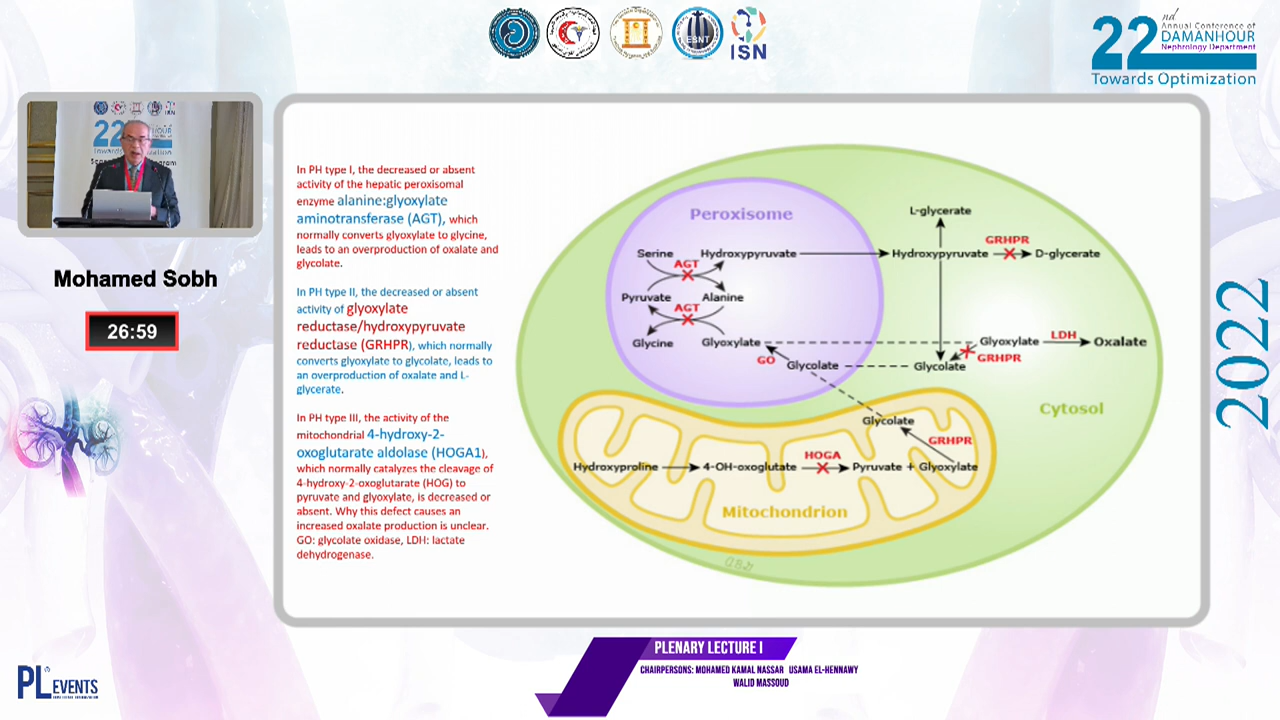 ESNT
ISN
22nd
Annual Conference of
DAMANHOUR
Nephrology Department
Towards Optimization
22
Mohamed Sobh
26:59
In PH type I, the decreased or absent
activity of the hepatic peroxisomal
enzyme alanine:glyoxylate
aminotransferase (AGT), which
normally converts glyoxylate to glycine,
leads to an overproduction of oxalate and
glycolate.
In PH type II, the decreased or absent
activity of glyoxylate
reductase/hydroxypyruvate
reductase (GRHPR), which normally
converts glyoxylate to glycolate, leads to
an overproduction of oxalate and L-
glycerate.
In PH type III, the activity of the
mitochondrial 4-hydroxy-2-
oxoglutarate aldolase (HOGA1),
which normally catalyzes the cleavage of
4-hydroxy-2-oxoglutarate (HOG) to
pyruvate and glyoxylate, is decreased or
absent. Why this defect causes an
increased oxalate production is unclear.
GO: glycolate oxidase, LDH: lactate
dehydrogenase.
Peroxisome
L-glycerate
Serine Hydroxypyruvate Hydroxypyruvate GRHPR D-glycerate
AGT
Pyruvate Alanine
AGT
Glycine Glyoxylate Glyoxylate LDH Oxalate
GO Glycolate Glycolate GRHPR
Cytosol
Glycolate
GRHPR
Hydroxyproline 4-OH-oxoglutate HOGA Pyruvate + Glyoxylate
Mitochondrion
2022
PLENARY LECTURE I
CHAIRPERSONS: MOHAMED KAMAL NASSAR USAMA EL-HENNAWY
WALID MASSOUD
PL EVENTS